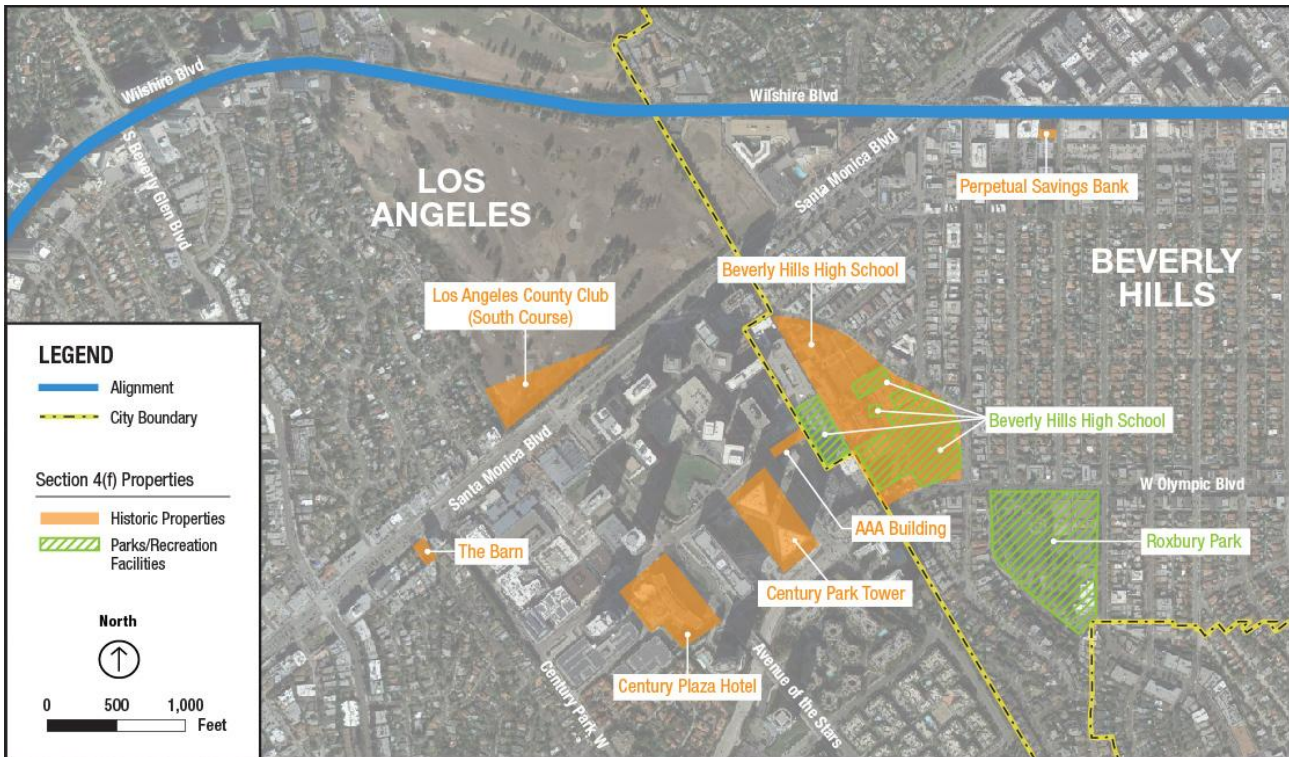 Wilshire Blvd
Wilshire Blvd
S Beverly Glen Blvd
Santa Monica Blvd
LOS
ANGELES
Perpetual Savings Bank
BEVERLY
HILLS
Beverly Hills High School
Los Angeles County Club
(South Course)
Beverly Hills High School
Santa Monica Blvd
W Olympic Blvd
AAA Building
Roxbury Park
The Barn
Century Park Tower
Century Plaza Hotel
Century Park W
Avenue of the Stars
LEGEND
Alignment
City Boundary
Section 4(f) Properties
Historic Properties
Parks/Recreation
Facilities
North
0 500 1,000
Feet